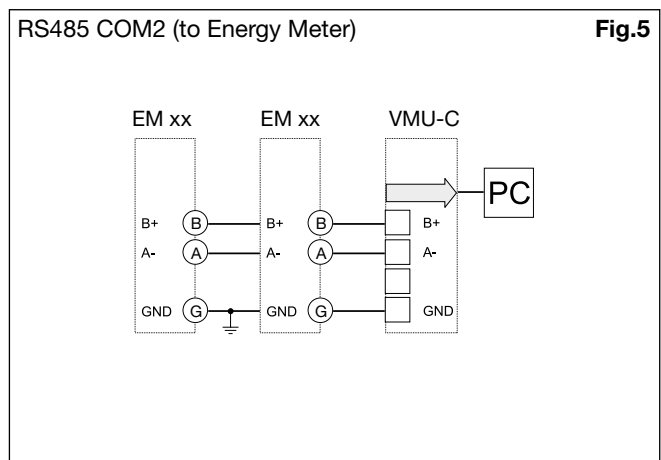 RS485 COM2 (to Energy Meter) Fig.5
EM xx EM xx VMU-C
PC
B+ B B+ B B+
A- A A- A A-
GND G GND G GND